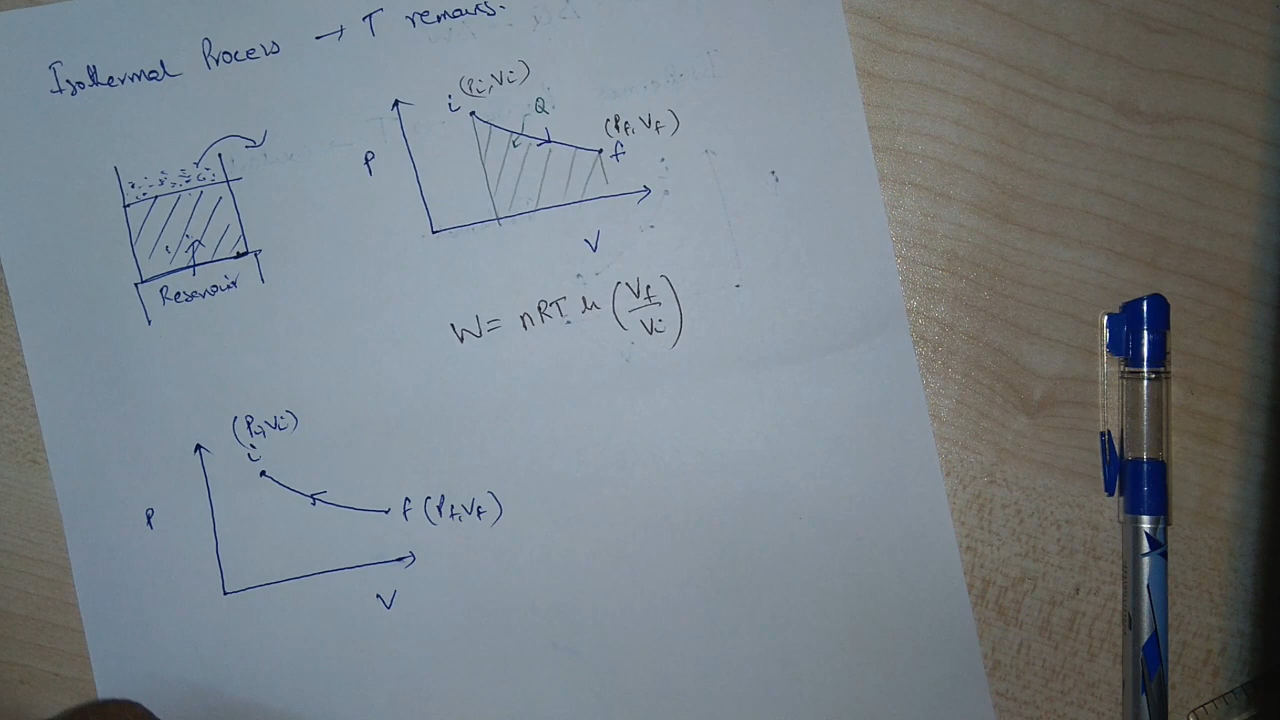 Isothermal Process → T remains.
i (Pi, Vi)
Q
(Pf, Vf)
f
P
V
Reservoir
W = nRT ln (Vf/Vi)
(Pi, Vi)
i
P
f (Pf, Vf)
V